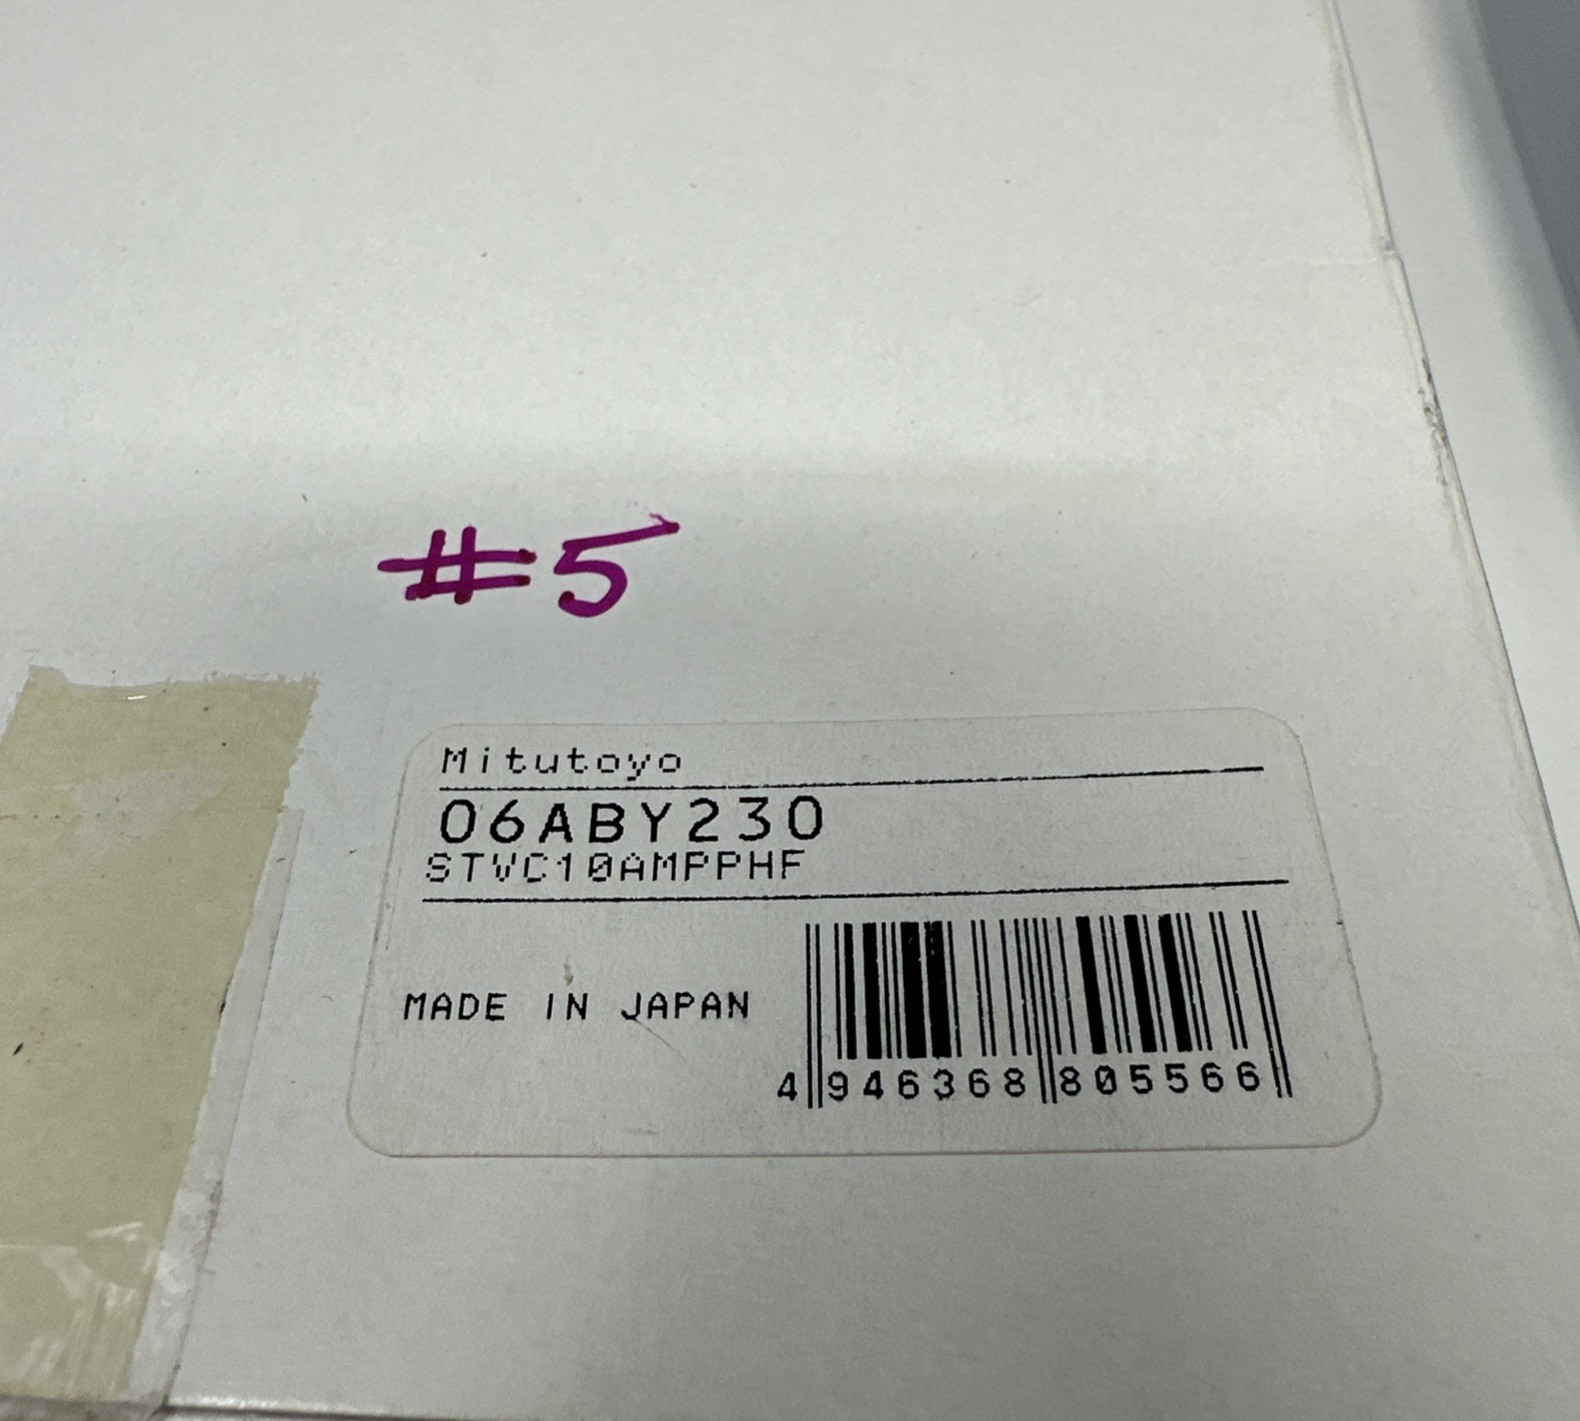 #5
Mitutoyo
06ABY230
STVC10AMPPHF
MADE IN JAPAN
4 946368 805566